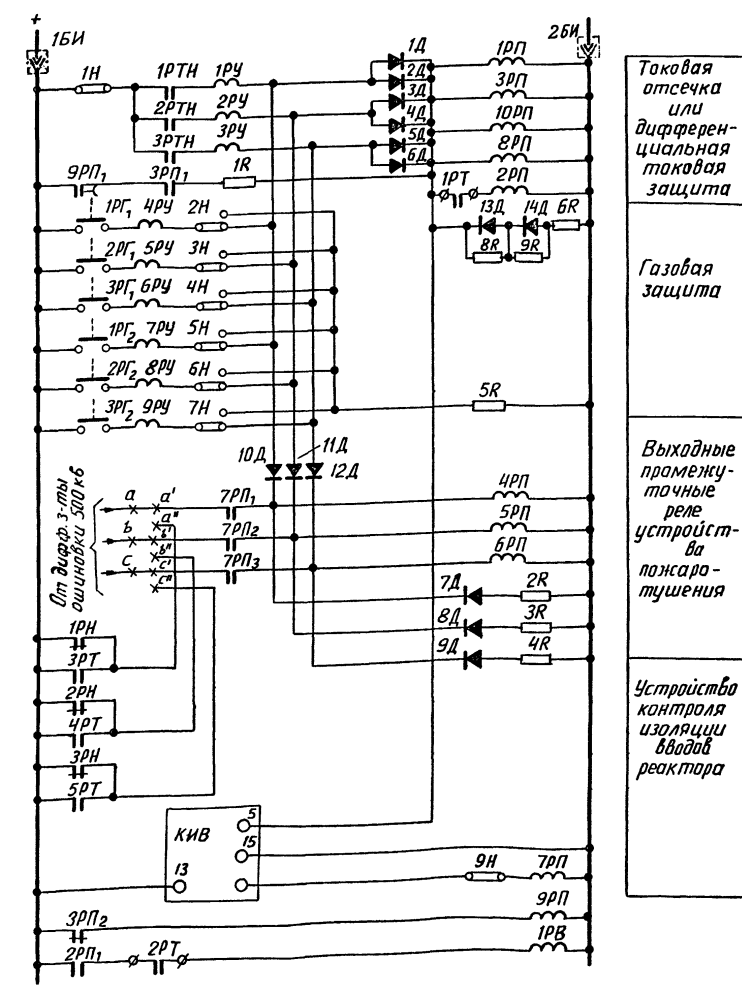 +
1БИ
2БИ
1Н
1РТН
1РУ
1Д
1РП
2РТН
2РУ
2Д
3Д
3РП
3РТН
3РУ
4Д
10РП
5Д
8РП
6Д
9РП1
3РП1
1R
1РТ
2РП
1РГ1 4РУ 2Н
13Д 14Д 6R
8R 9R
2РГ1 5РУ 3Н
3РГ1 6РУ 4Н
1РГ2 7РУ 5Н
2РГ2 8РУ 6Н
3РГ2 9РУ 7Н
5R
10Д
11Д
12Д
От дифф. з-ты
ошиновки 500 кв
a a'
a"
b b'
b"
c c'
c"
7РП1
7РП2
7РП3
4РП
5РП
6РП
7Д 2R
8Д 3R
9Д 4R
1РН
3РТ
2РН
4РТ
3РН
5РТ
КИВ
5
15
13
9Н 7РП
9РП
3РП2
2РП1 2РТ
1РВ
Токовая
отсечка
или
дифферен-
циальная
токовая
защита
Газовая
защита
Выходные
промежу-
точные
реле
устройст-
ва
пожаро-
тушения
Устройство
контроля
изоляции
вводов
реактора